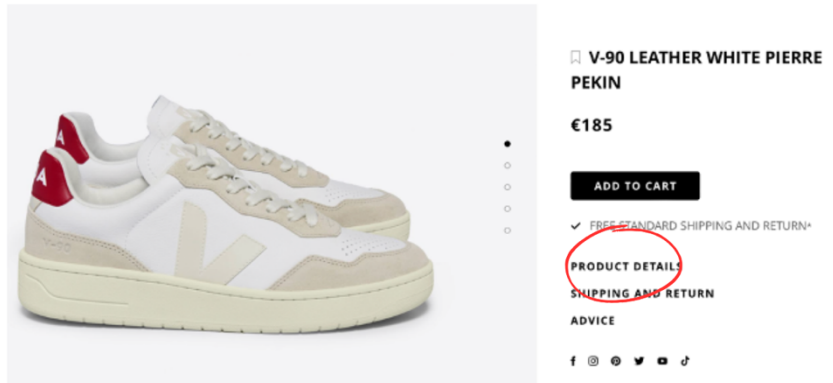 V-90 LEATHER WHITE PIERRE
PEKIN
€185
ADD TO CART
FREE STANDARD SHIPPING AND RETURN*
PRODUCT DETAILS
SHIPPING AND RETURN
ADVICE
A
A
V-90